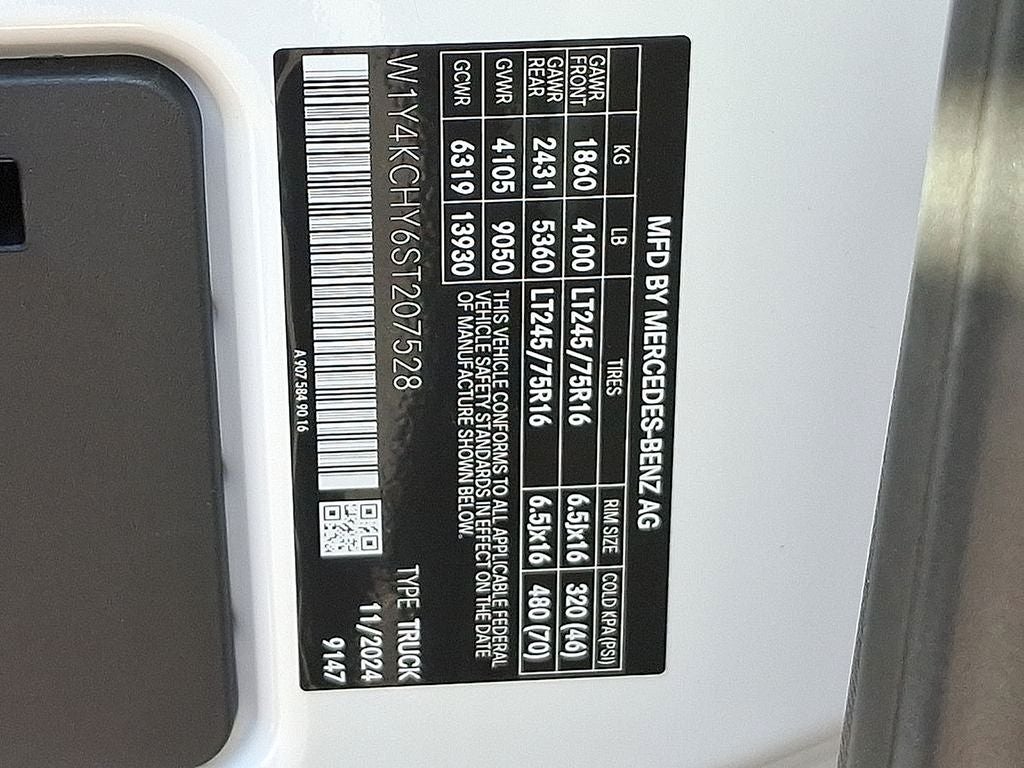 MFD BY MERCEDES-BENZ AG
KG LB TIRES RIM SIZE COLD KPA (PSI)
GAWR FRONT 1860 4100 LT245/75R16 6.5Jx16 320 (46)
GAWR REAR 2431 5360 LT245/75R16 6.5Jx16 480 (70)
GVWR 4105 9050
GCWR 6319 13930
THIS VEHICLE CONFORMS TO ALL APPLICABLE FEDERAL
VEHICLE SAFETY STANDARDS IN EFFECT ON THE DATE
OF MANUFACTURE SHOWN BELOW.
W1Y4KCHY6ST207528
TYPE TRUCK
11/2024
9147
A 907 584 90 16